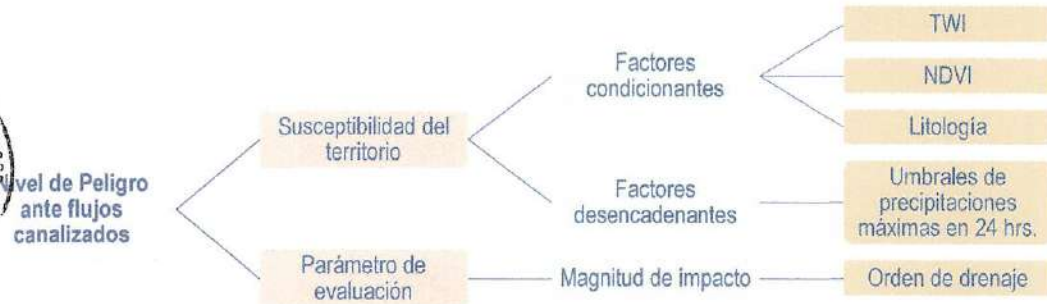 TWI
Factores
condicionantes
NDVI
Susceptibilidad del
territorio
Litología
Nivel de Peligro
ante flujos
canalizados
Factores
desencadenantes
Umbrales de
precipitaciones
máximas en 24 hrs.
Parámetro de
evaluación
Magnitud de impacto
Orden de drenaje